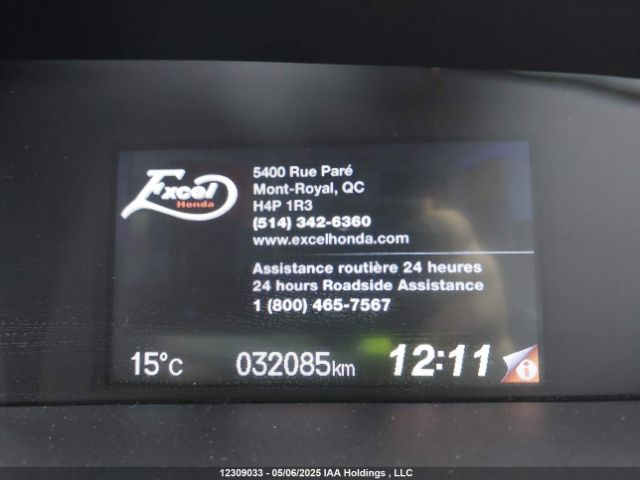 Excel
Honda
5400 Rue Paré
Mont-Royal, QC
H4P 1R3
(514) 342-6360
www.excelhonda.com
Assistance routière 24 heures
24 hours Roadside Assistance
1 (800) 465-7567
15°C 032085km 12:11 i
12309033 - 05/06/2025 IAA Holdings , LLC